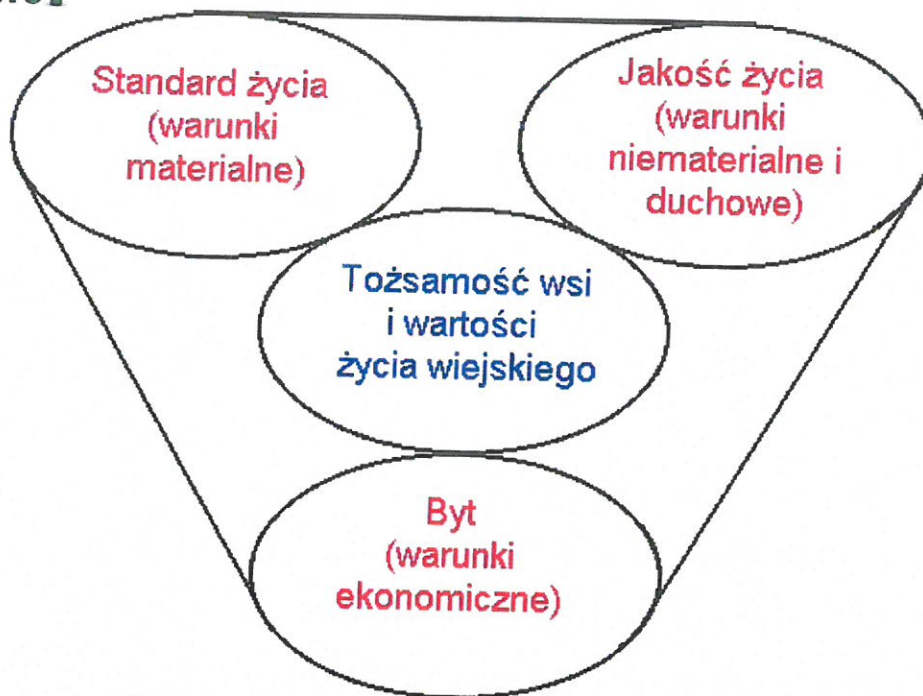 Standard życia
(warunki
materialne)
Jakość życia
(warunki
niematerialne i
duchowe)
Tożsamość wsi
i wartości
życia wiejskiego
Byt
(warunki
ekonomiczne)